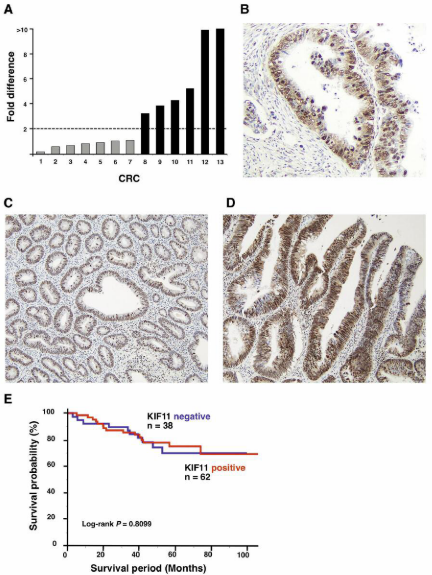 A
Fold difference
>10
8
6
4
2
1 2 3 4 5 6 7 8 9 10 11 12 13
CRC
B
C
D
E
Survival probability (%)
100
80
60
40
20
0
KIF11 negative
n = 38
KIF11 positive
n = 62
Log-rank P = 0.8099
0 20 40 60 80 100
Survival period (Months)